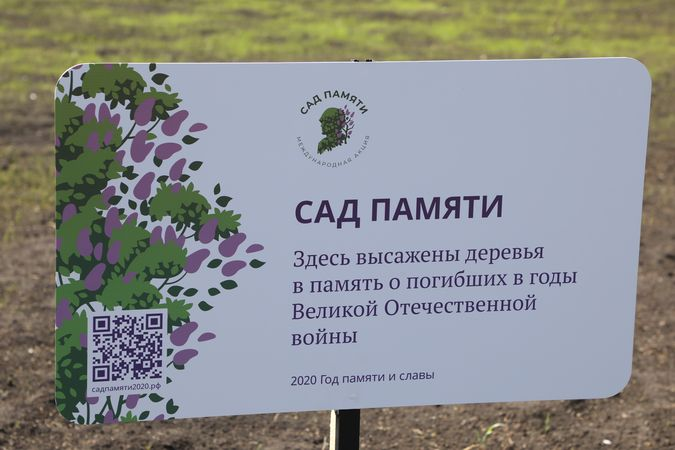 САД ПАМЯТИ
МЕЖДУНАРОДНАЯ АКЦИЯ
САД ПАМЯТИ
Здесь высажены деревья
в память о погибших в годы
Великой Отечественной
войны
2020 Год памяти и славы
садпамяти2020.рф